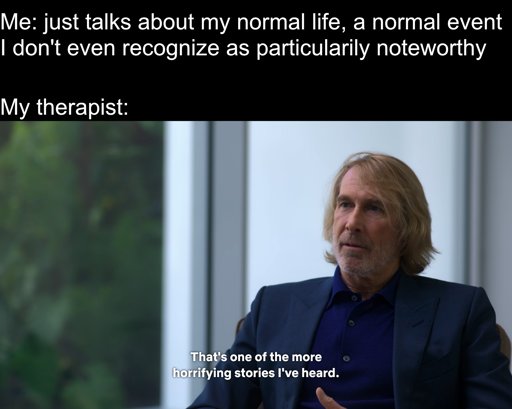 Me: just talks about my normal life, a normal event
I don't even recognize as particularily noteworthy
My therapist:
That's one of the more
horrifying stories I've heard.